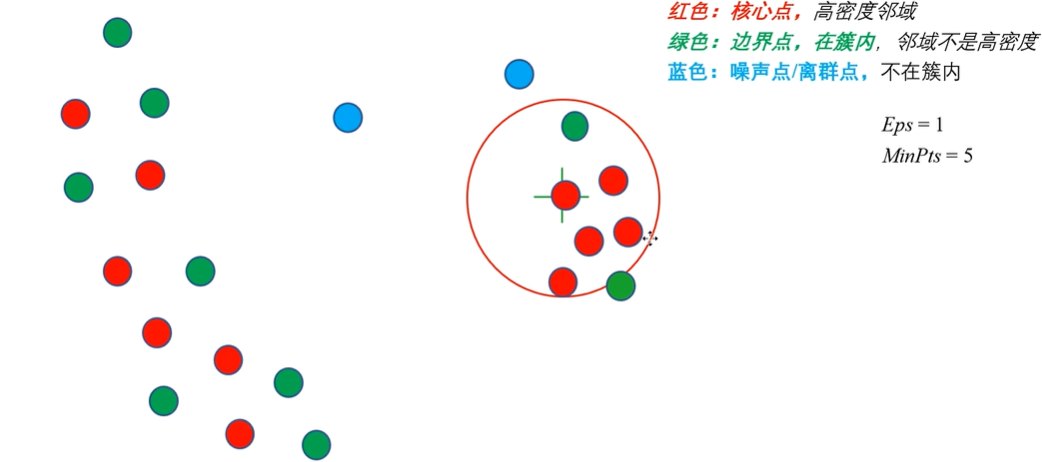 红色：核心点，高密度邻域
绿色：边界点，在簇内，邻域不是高密度
蓝色：噪声点/离群点，不在簇内
Eps = 1
MinPts = 5